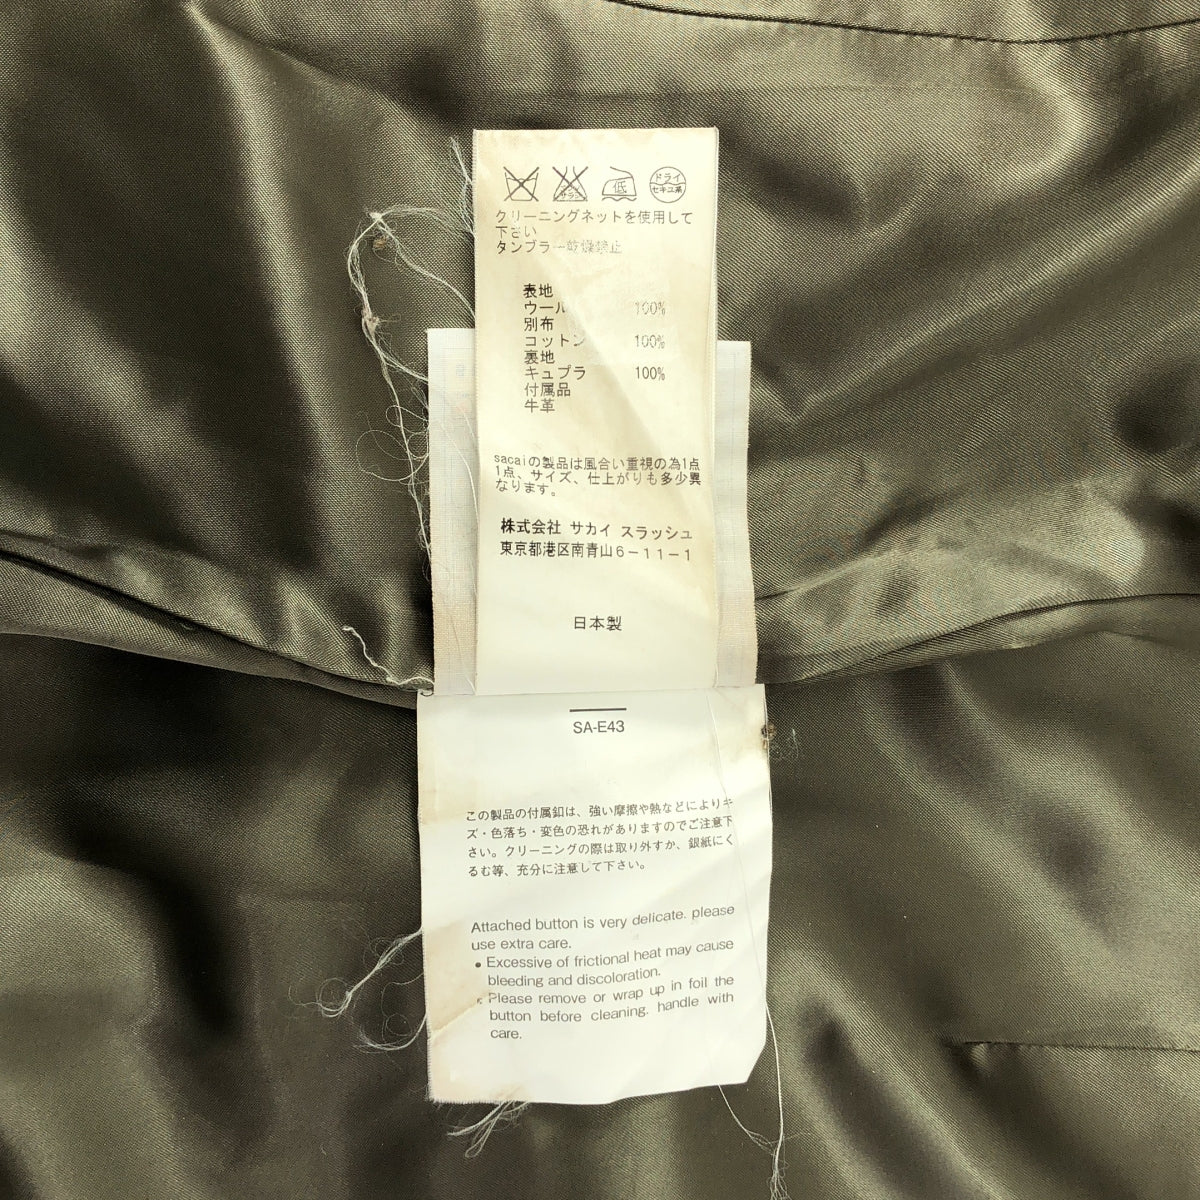 低
ドライ
セキユ系
クリーニングネットを使用して
下さい
タンブラー乾燥禁止
表地
ウール 100%
別布
コットン 100%
裏地
キュプラ 100%
付属品
牛革
sacaiの製品は風合い重視の為1点
1点、サイズ、仕上がりも多少異
なります。
株式会社 サカイ スラッシュ
東京都港区南青山6-11-1
日本製
SA-E43
この製品の付属釦は、強い摩擦や熱などによりキ
ズ・色落ち・変色の恐れがありますのでご注意下
さい。クリーニングの際は取り外すか、銀紙にく
るむ等、充分に注意して下さい。
Attached button is very delicate. please
use extra care.
• Excessive of frictional heat may cause
bleeding and discoloration.
Please remove or wrap up in foil the
button before cleaning. handle with
care.